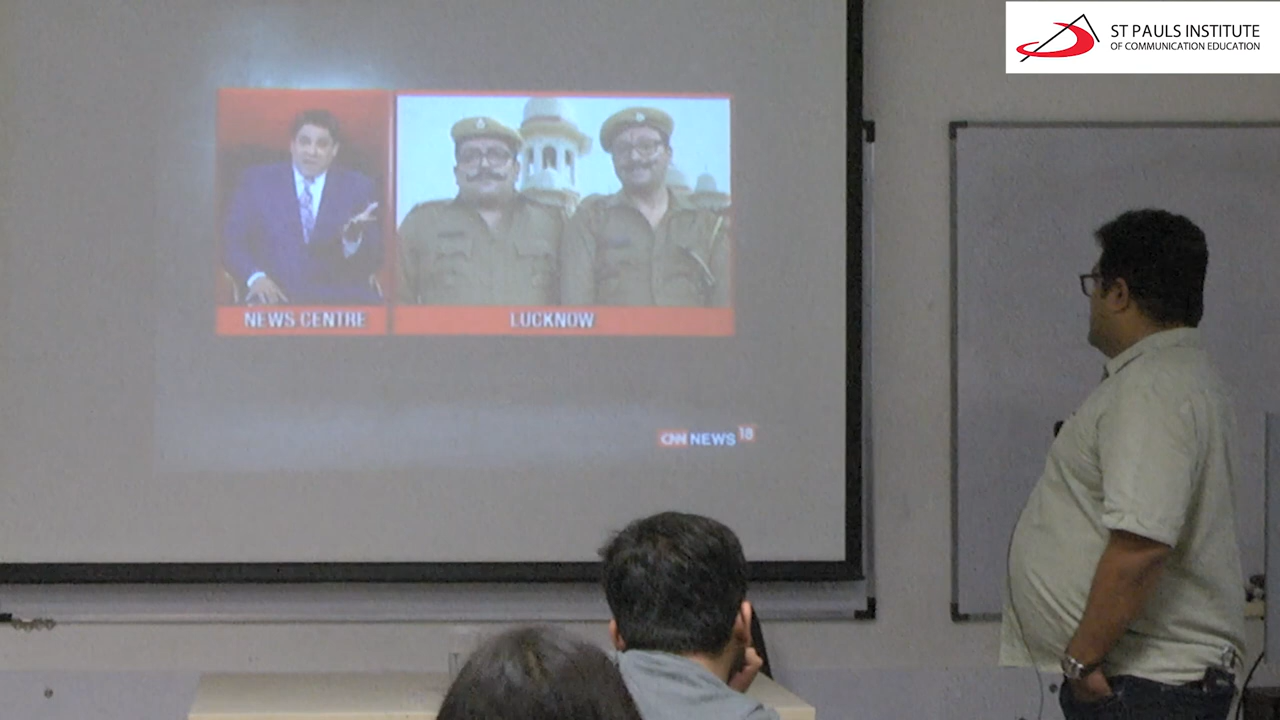 ST PAULS INSTITUTE
OF COMMUNICATION EDUCATION
NEWS CENTRE
LUCKNOW
CNN NEWS 18